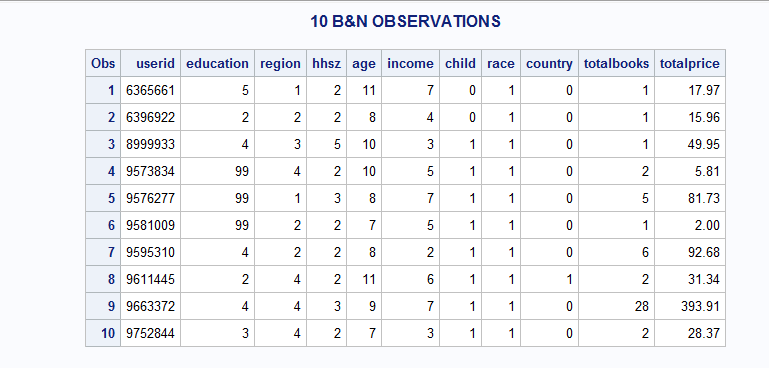 10 B&N OBSERVATIONS
Obs userid education region hhsz age income child race country totalbooks totalprice
1 6365661 5 1 2 11 7 0 1 0 1 17.97
2 6396922 2 2 2 8 4 0 1 0 1 15.96
3 8999933 4 3 5 10 3 1 1 0 1 49.95
4 9573834 99 4 2 10 5 1 1 0 2 5.81
5 9576277 99 1 3 8 7 1 1 0 5 81.73
6 9581009 99 2 2 7 5 1 1 0 1 2.00
7 9595310 4 2 2 8 2 1 1 0 6 92.68
8 9611445 2 4 2 11 6 1 1 1 2 31.34
9 9663372 4 4 3 9 7 1 1 0 28 393.91
10 9752844 3 4 2 7 3 1 1 0 2 28.37